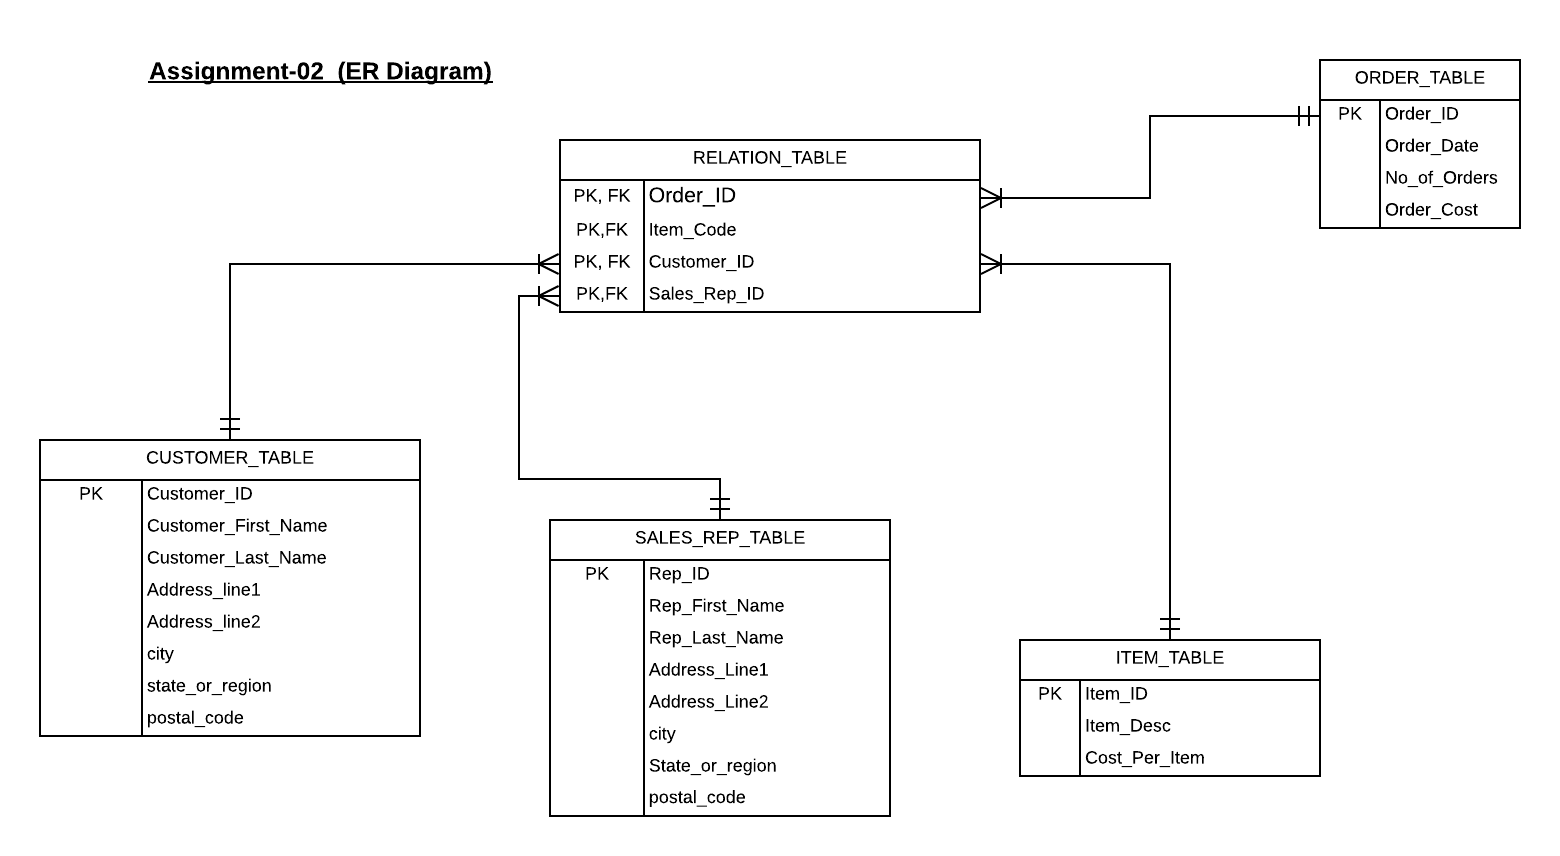 Assignment-02  (ER Diagram)
ORDER_TABLE
PK Order_ID
Order_Date
No_of_Orders
Order_Cost
RELATION_TABLE
PK, FK Order_ID
PK,FK Item_Code
PK, FK Customer_ID
PK,FK Sales_Rep_ID
CUSTOMER_TABLE
PK Customer_ID
Customer_First_Name
Customer_Last_Name
Address_line1
Address_line2
city
state_or_region
postal_code
SALES_REP_TABLE
PK Rep_ID
Rep_First_Name
Rep_Last_Name
Address_Line1
Address_Line2
city
State_or_region
postal_code
ITEM_TABLE
PK Item_ID
Item_Desc
Cost_Per_Item